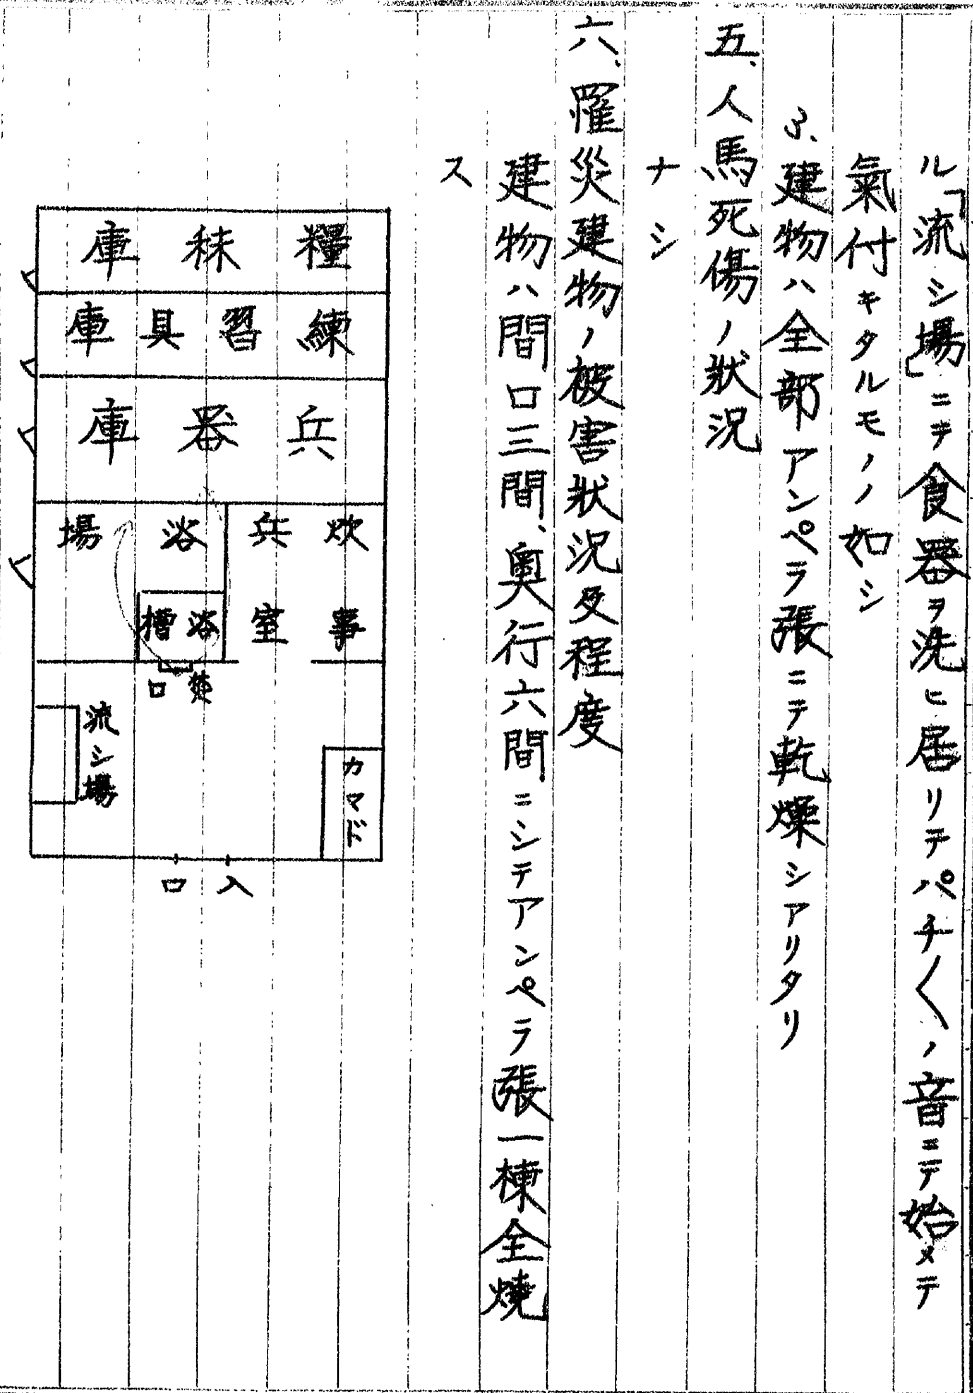 ル「流シ場」ニテ食器ヲ洗ヒ居リテパチ〱ノ音ニテ始メテ
氣付キタルモノノ如シ
3、建物ハ全部アンペラ張ニテ乾燥シアリタリ
五、人馬死傷ノ狀況
ナシ
六、罹災建物ノ被害狀況及程度
建物ハ間口三間、奥行六間ニシテアンペラ張一棟全燒
ス
糧秣庫
練習具庫
兵器庫
炊事
兵室
浴場
浴槽
焚口
流シ場
カマド
入口